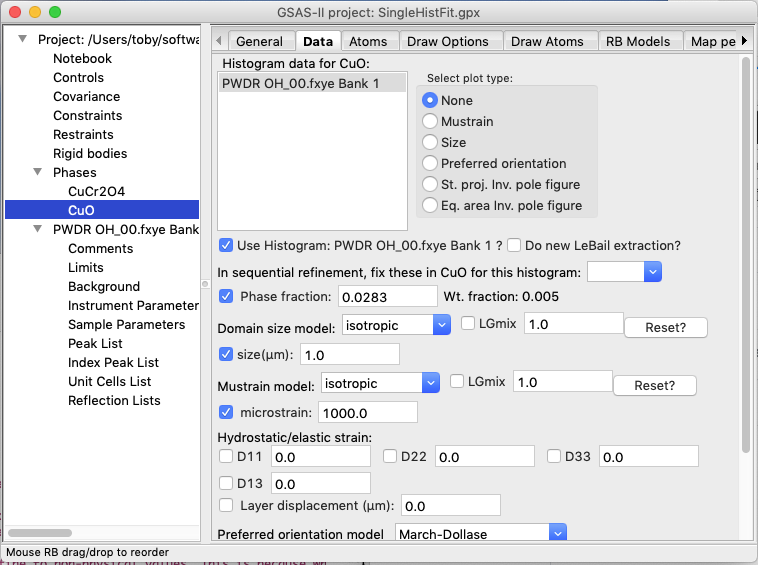 GSAS-II project: SingleHistFit.gpx
Project: /Users/toby/softwa
Notebook
Controls
Covariance
Constraints
Restraints
Rigid bodies
Phases
CuCr2O4
CuO
PWDR OH_00.fxye Bank
Comments
Limits
Background
Instrument Parameter
Sample Parameters
Peak List
Index Peak List
Unit Cells List
Reflection Lists
General Data Atoms Draw Options Draw Atoms RB Models Map pe
Histogram data for CuO:
PWDR OH_00.fxye Bank 1
Select plot type:
None
Mustrain
Size
Preferred orientation
St. proj. Inv. pole figure
Eq. area Inv. pole figure
Use Histogram: PWDR OH_00.fxye Bank 1 ? Do new LeBail extraction?
In sequential refinement, fix these in CuO for this histogram:
Phase fraction: 0.0283 Wt. fraction: 0.005
Domain size model: isotropic LGmix 1.0 Reset?
size(μm): 1.0
Mustrain model: isotropic LGmix 1.0 Reset?
microstrain: 1000.0
Hydrostatic/elastic strain:
D11 0.0 D22 0.0 D33 0.0
D13 0.0
Layer displacement (μm): 0.0
Preferred orientation model March-Dollase
Mouse RB drag/drop to reorder